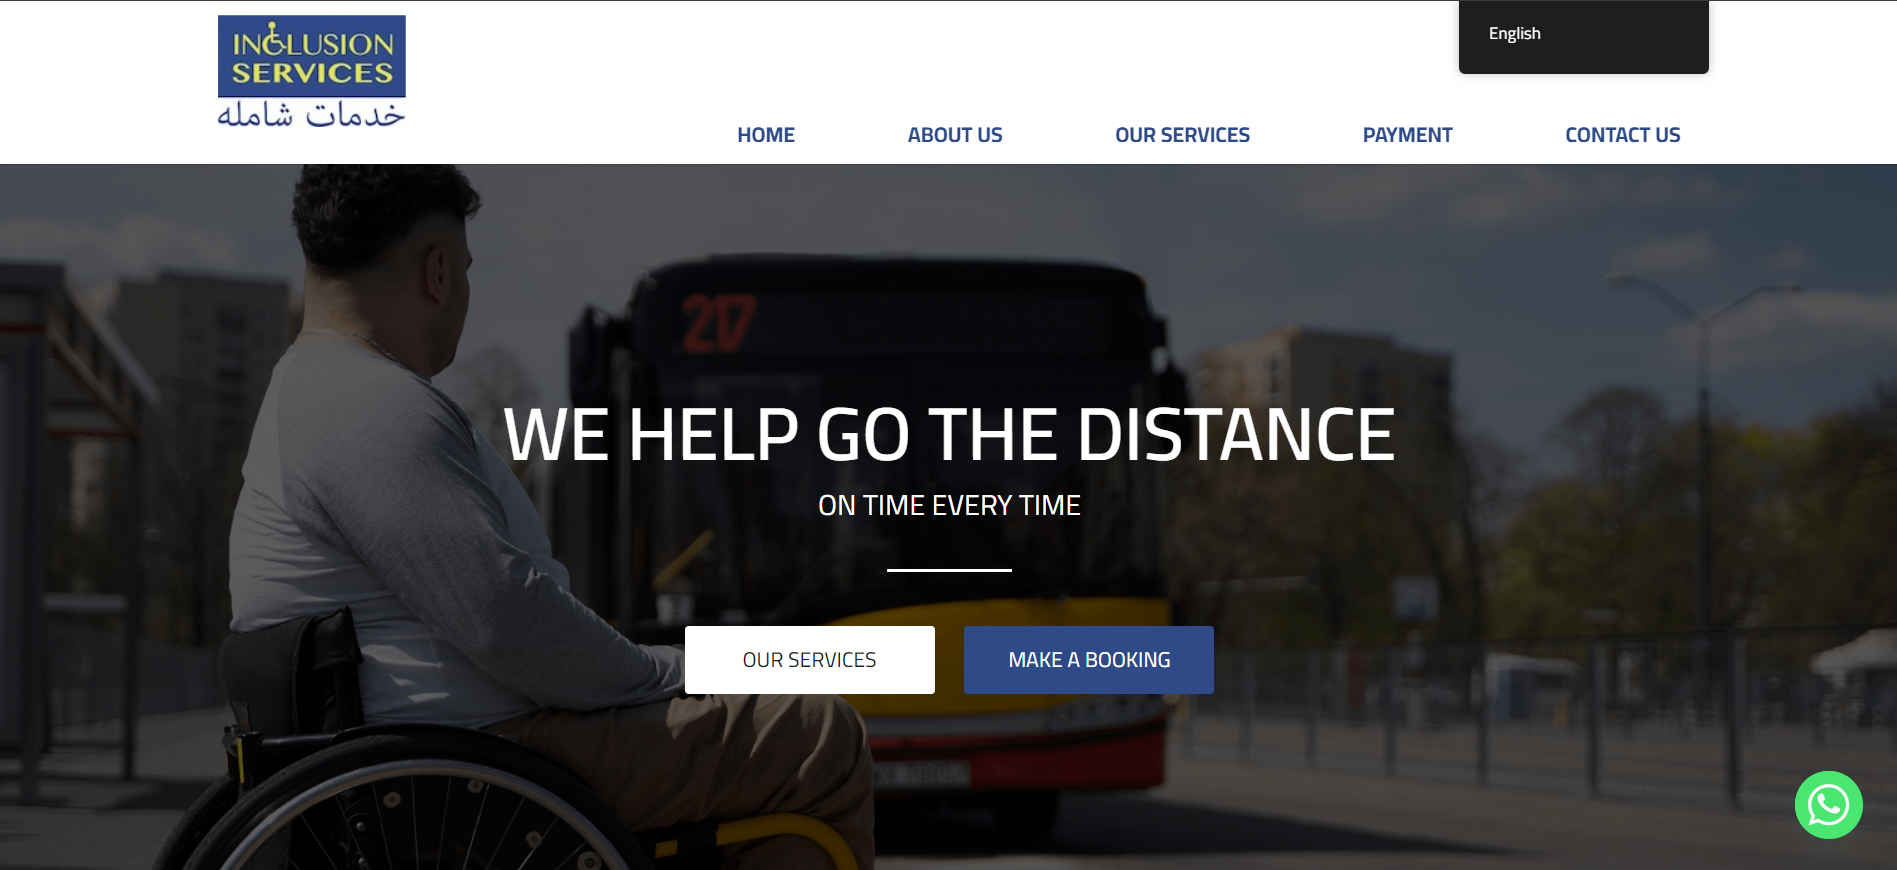 INCLUSION
SERVICES
خدمات شامله
English
HOME
ABOUT US
OUR SERVICES
PAYMENT
CONTACT US
217
WE HELP GO THE DISTANCE
ON TIME EVERY TIME
OUR SERVICES
MAKE A BOOKING